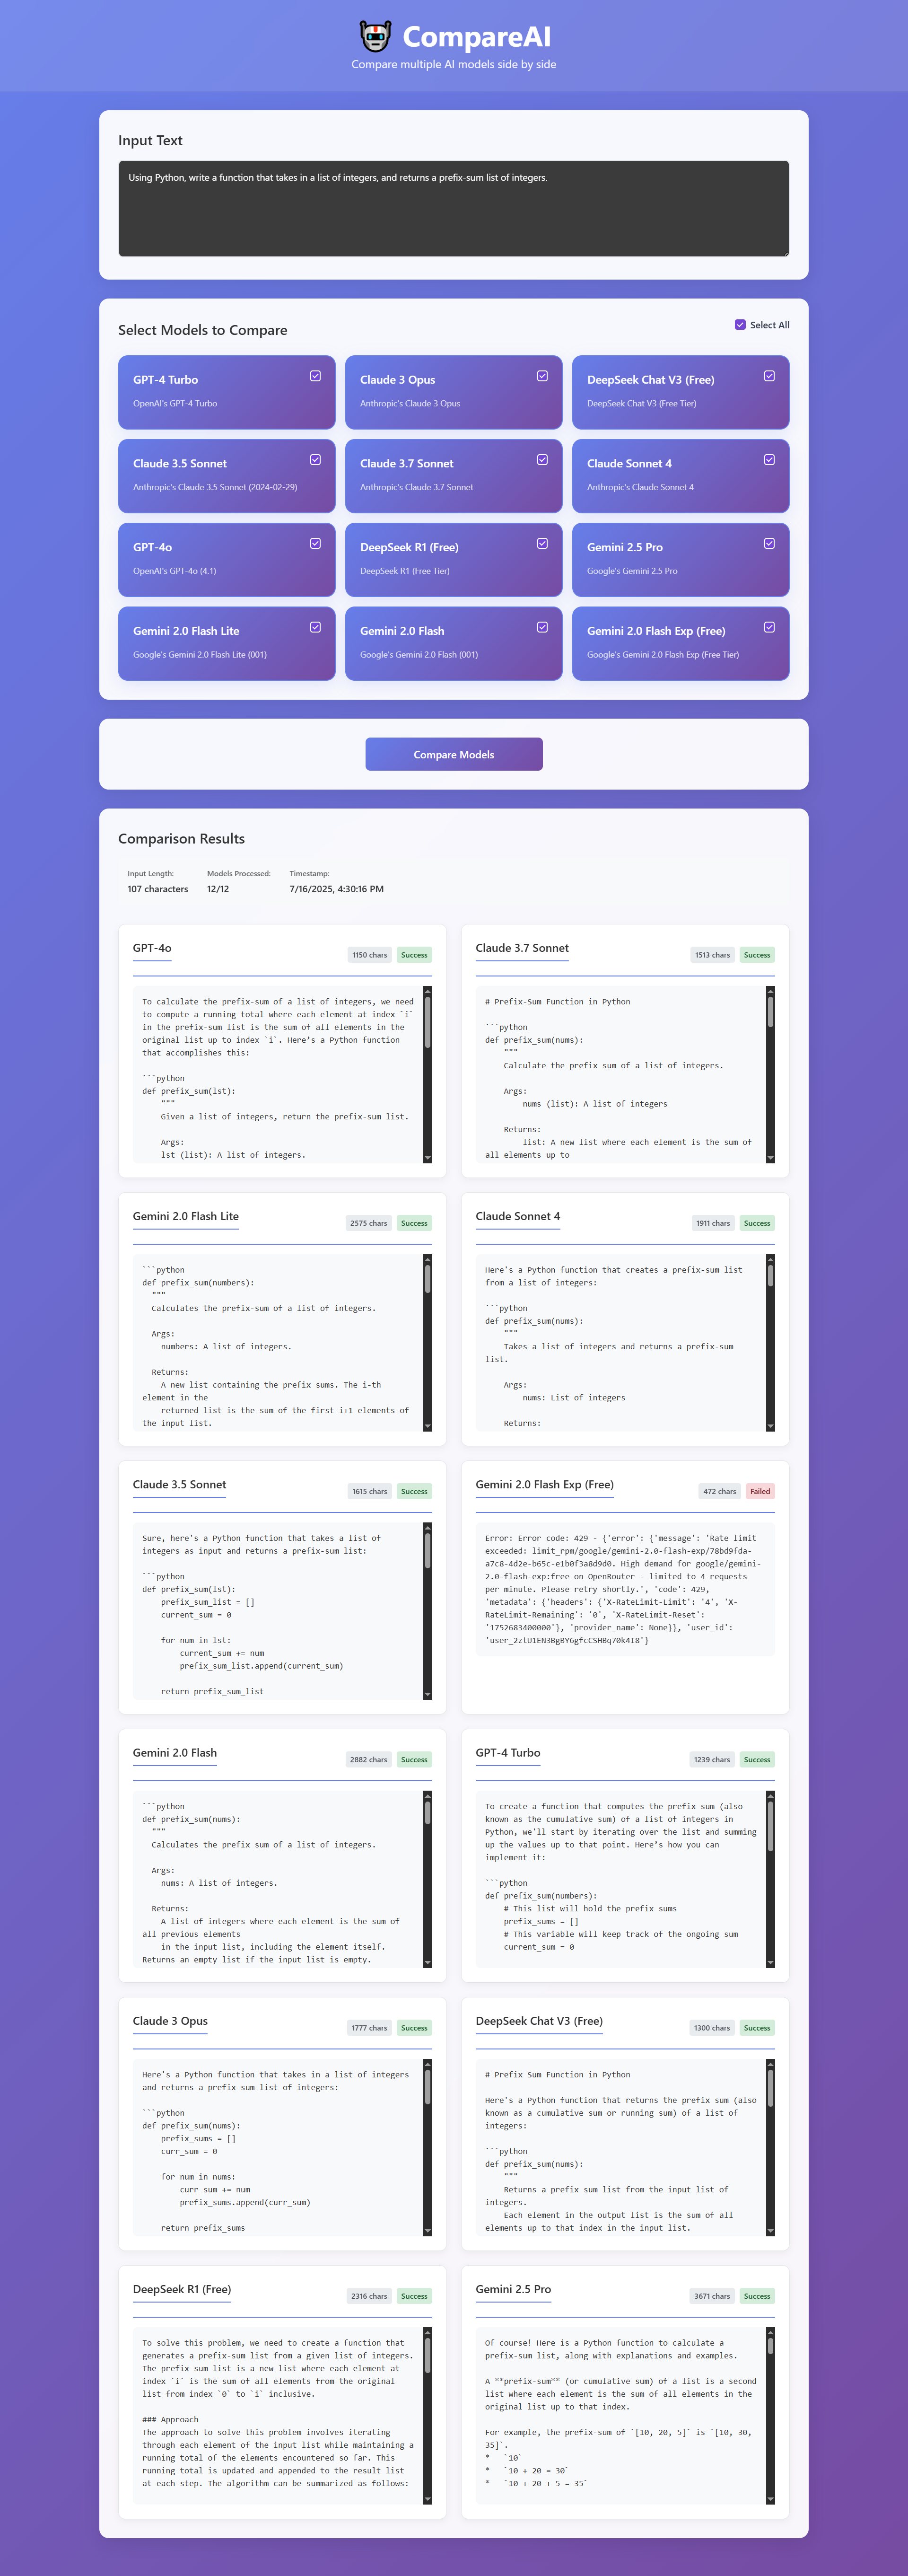 CompareAI
Compare multiple AI models side by side
Input Text
Using Python, write a function that takes in a list of integers, and returns a prefix-sum list of integers.
Select Models to Compare
Select All
GPT-4 Turbo
OpenAI's GPT-4 Turbo
Claude 3 Opus
Anthropic's Claude 3 Opus
DeepSeek Chat V3 (Free)
DeepSeek Chat V3 (Free Tier)
Claude 3.5 Sonnet
Anthropic's Claude 3.5 Sonnet (2024-02-29)
Claude 3.7 Sonnet
Anthropic's Claude 3.7 Sonnet
Claude Sonnet 4
Anthropic's Claude Sonnet 4
GPT-4o
OpenAI's GPT-4o (4.1)
DeepSeek R1 (Free)
DeepSeek R1 (Free Tier)
Gemini 2.5 Pro
Google's Gemini 2.5 Pro
Gemini 2.0 Flash Lite
Google's Gemini 2.0 Flash Lite (001)
Gemini 2.0 Flash
Google's Gemini 2.0 Flash (001)
Gemini 2.0 Flash Exp (Free)
Google's Gemini 2.0 Flash Exp (Free Tier)
Compare Models
Comparison Results
Input Length:
107 characters
Models Processed:
12/12
Timestamp:
7/16/2025, 4:30:16 PM
GPT-4o
1150 chars Success
To calculate the prefix-sum of a list of integers, we need
to compute a running total where each element at index `i`
in the prefix-sum list is the sum of all elements in the
original list up to index `i`. Here's a Python function
that accomplishes this:
```python
def prefix_sum(lst):
"""
Given a list of integers, return the prefix-sum list.
Args:
lst (list): A list of integers.
Claude 3.7 Sonnet
1513 chars Success
# Prefix-Sum Function in Python
```python
def prefix_sum(nums):
"""
Calculate the prefix sum of a list of integers.
Args:
nums (list): A list of integers
Returns:
list: A new list where each element is the sum of
all elements up to
Gemini 2.0 Flash Lite
2575 chars Success
```python
def prefix_sum(numbers):
"""
Calculates the prefix-sum of a list of integers.
Args:
numbers: A list of integers.
Returns:
A new list containing the prefix sums. The i-th
element in the
returned list is the sum of the first i+1 elements of
the input list.
Claude Sonnet 4
1911 chars Success
Here's a Python function that creates a prefix-sum list
from a list of integers:
```python
def prefix_sum(nums):
"""
Takes a list of integers and returns a prefix-sum
list.
Args:
nums: List of integers
Returns:
Claude 3.5 Sonnet
1615 chars Success
Sure, here's a Python function that takes a list of
integers as input and returns a prefix-sum list:
```python
def prefix_sum(lst):
prefix_sum_list = []
current_sum = 0
for num in lst:
current_sum += num
prefix_sum_list.append(current_sum)
return prefix_sum_list
Gemini 2.0 Flash Exp (Free)
472 chars Failed
Error: Error code: 429 - {'error': {'message': 'Rate limit
exceeded: limit_rpm/google/gemini-2.0-flash-exp/78bd9fda-
a7c8-4d2e-b65c-e1b0f3a8d9d0. High demand for google/gemini-
2.0-flash-exp:free on OpenRouter - limited to 4 requests
per minute. Please retry shortly.', 'code': 429,
'metadata': {'headers': {'X-RateLimit-Limit': '4', 'X-
RateLimit-Remaining': '0', 'X-RateLimit-Reset':
'1752683400000'}, 'provider_name': None}}, 'user_id':
'user_2ztU1EN3BgBY6gfcCSHBq70k4I8'}
Gemini 2.0 Flash
2882 chars Success
```python
def prefix_sum(nums):
"""
Calculates the prefix sum of a list of integers.
Args:
nums: A list of integers.
Returns:
A list of integers where each element is the sum of
all previous elements
in the input list, including the element itself.
Returns an empty list if the input list is empty.
GPT-4 Turbo
1239 chars Success
To create a function that computes the prefix-sum (also
known as the cumulative sum) of a list of integers in
Python, we'll start by iterating over the list and summing
up the values up to that point. Here's how you can
implement it:
```python
def prefix_sum(numbers):
# This list will hold the prefix sums
prefix_sums = []
# This variable will keep track of the ongoing sum
current_sum = 0
Claude 3 Opus
1777 chars Success
Here's a Python function that takes in a list of integers
and returns a prefix-sum list of integers:
```python
def prefix_sum(nums):
prefix_sums = []
curr_sum = 0
for num in nums:
curr_sum += num
prefix_sums.append(curr_sum)
return prefix_sums
DeepSeek Chat V3 (Free)
1300 chars Success
# Prefix Sum Function in Python
Here's a Python function that returns the prefix sum (also
known as a cumulative sum or running sum) of a list of
integers:
```python
def prefix_sum(nums):
"""
Returns a prefix sum list from the input list of
integers.
Each element in the output list is the sum of all
elements up to that index in the input list.
DeepSeek R1 (Free)
2316 chars Success
To solve this problem, we need to create a function that
generates a prefix-sum list from a given list of integers.
The prefix-sum list is a new list where each element at
index `i` is the sum of all elements from the original
list from index `0` to `i` inclusive.
### Approach
The approach to solve this problem involves iterating
through each element of the input list while maintaining a
running total of the elements encountered so far. This
running total is updated and appended to the result list
at each step. The algorithm can be summarized as follows:
Gemini 2.5 Pro
3671 chars Success
Of course! Here is a Python function to calculate a
prefix-sum list, along with explanations and examples.
A **prefix-sum** (or cumulative sum) of a list is a second
list where each element is the sum of all elements in the
original list up to that index.
For example, the prefix-sum of `[10, 20, 5]` is `[10, 30,
35]`.
* `10`
* `10 + 20 = 30`
* `10 + 20 + 5 = 35`